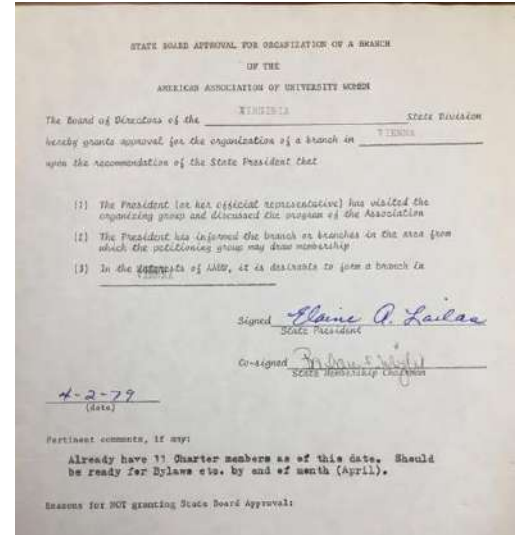 STATE BOARD APPROVAL FOR ORGANIZATION OF A BRANCH
OF THE
AMERICAN ASSOCIATION OF UNIVERSITY WOMEN
The Board of Directors of the VIRGINIA State Division
hereby grants approval for the organization of a branch in VIENNA
upon the recommendation of the State President that
(1) The President (or her official representative) has visited the
organizing group and discussed the program of the Association
(2) The President has informed the branch or branches in the area from
which the petitioning group may draw membership
(3) In the interests of AAUW, it is desirable to form a branch in
VIENNA
Signed Elaine A. Lailas
State President
Co-signed
State Membership Chairman
4-2-79
(date)
Pertinent comments, if any:
Already have 11 Charter members as of this date. Should
be ready for Bylaws etc. by end of month (April).
Reasons for NOT granting State Board Approval: